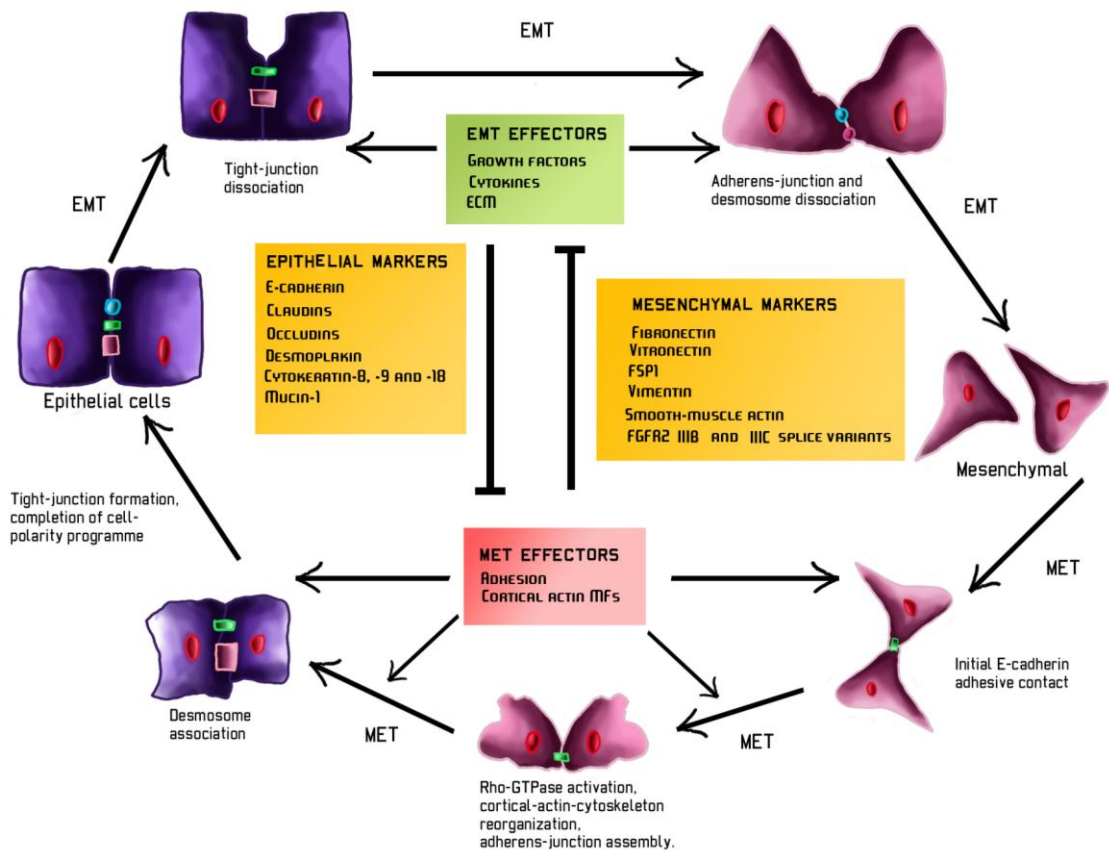 EMT
Tight-junction
dissociation
EMT EFFECTORS
GROWTH FACTORS
CYTOKINES
ECM
Adherens-junction and
desmosome dissociation
EMT
EMT
EPITHELIAL MARKERS
E-CADHERIN
CLAUDINS
OCCLUDINS
DESMOPLAKIN
CYTOKERATIN-8, -9 AND -18
MUCIN-1
MESENCHYMAL MARKERS
FIBRONECTIN
VITRONECTIN
FSP1
VIMENTIN
SMOOTH-MUSCLE ACTIN
FGFR2 IIIB AND IIIC SPLICE VARIANTS
Epithelial cells
Mesenchymal
Tight-junction formation,
completion of cell-
polarity programme
MET EFFECTORS
ADHESION
CORTICAL ACTIN MFs
MET
Initial E-cadherin
adhesive contact
Desmosome
association
MET
MET
Rho-GTPase activation,
cortical-actin-cytoskeleton
reorganization,
adherens-junction assembly.